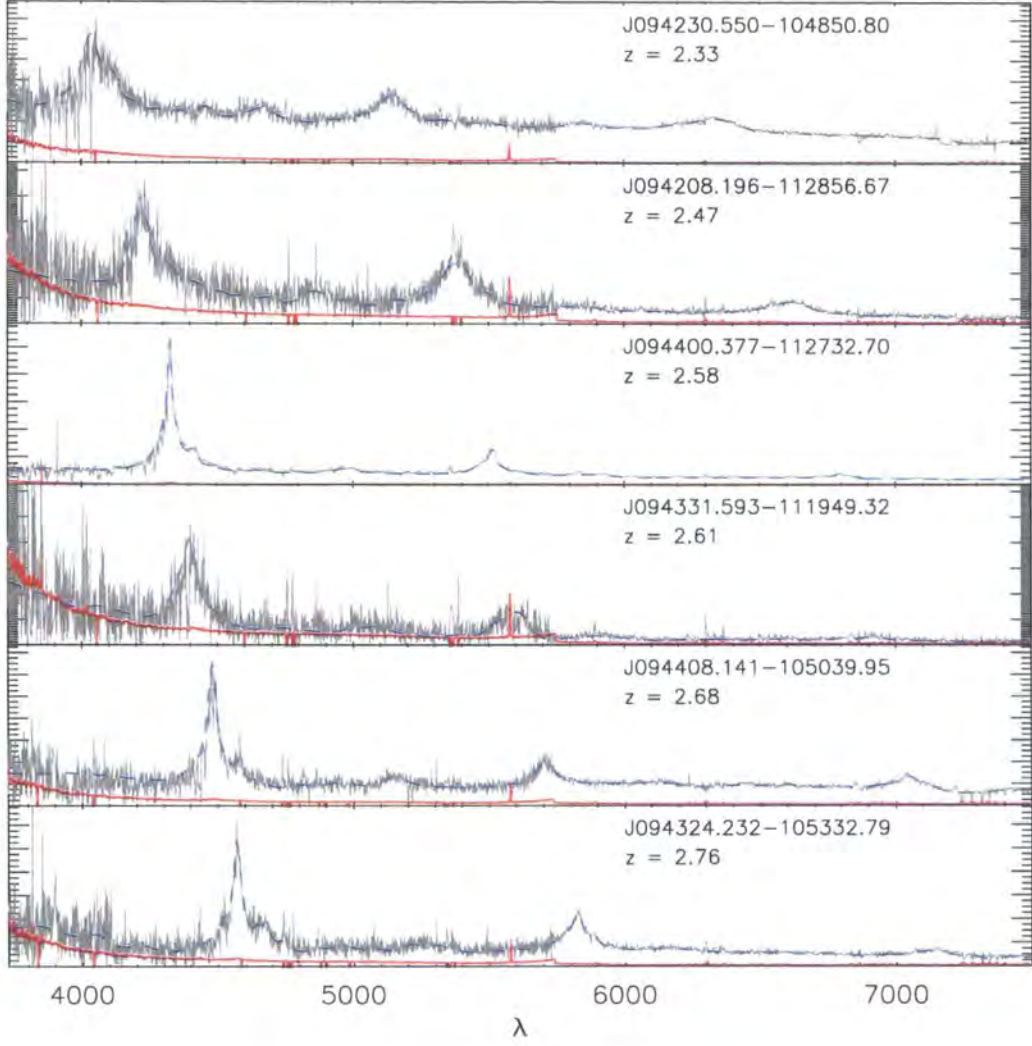 J094230.550−104850.80
z = 2.33
J094208.196−112856.67
z = 2.47
J094400.377−112732.70
z = 2.58
J094331.593−111949.32
z = 2.61
J094408.141−105039.95
z = 2.68
J094324.232−105332.79
z = 2.76
4000 5000 6000 7000
λ